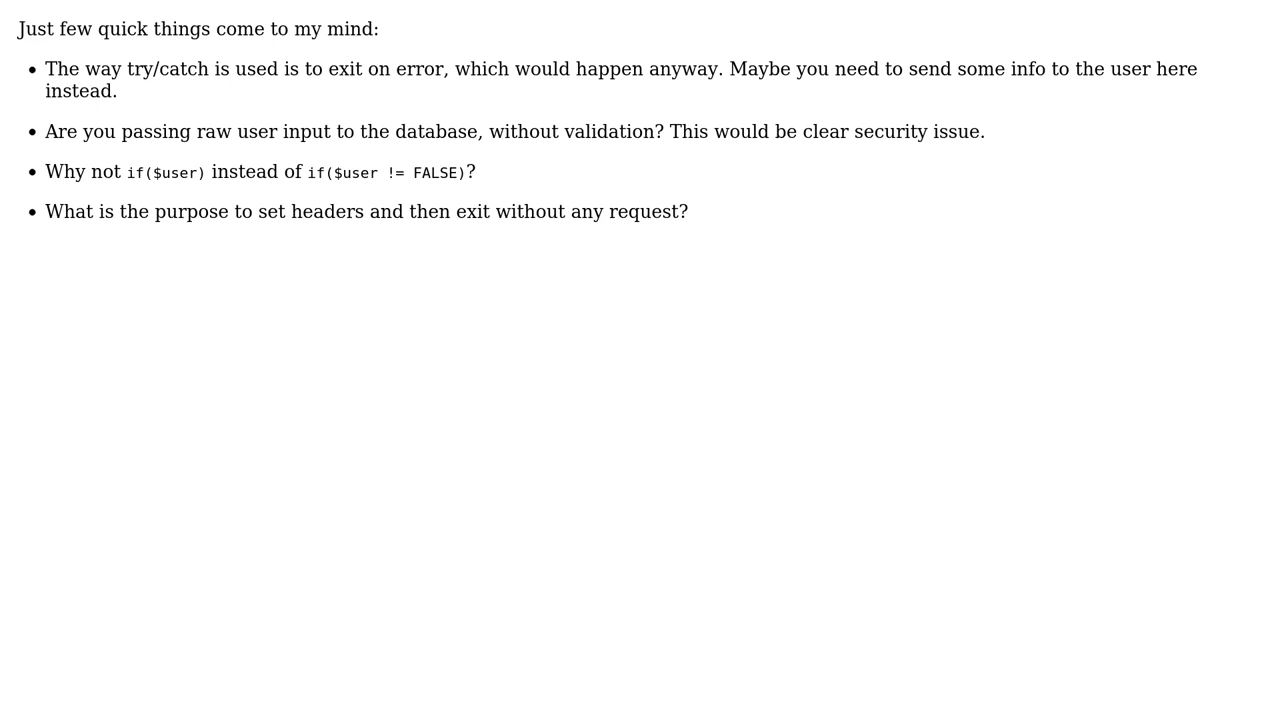 Just few quick things come to my mind:
• The way try/catch is used is to exit on error, which would happen anyway. Maybe you need to send some info to the user here
instead.
• Are you passing raw user input to the database, without validation? This would be clear security issue.
• Why not if($user) instead of if($user != FALSE)?
• What is the purpose to set headers and then exit without any request?